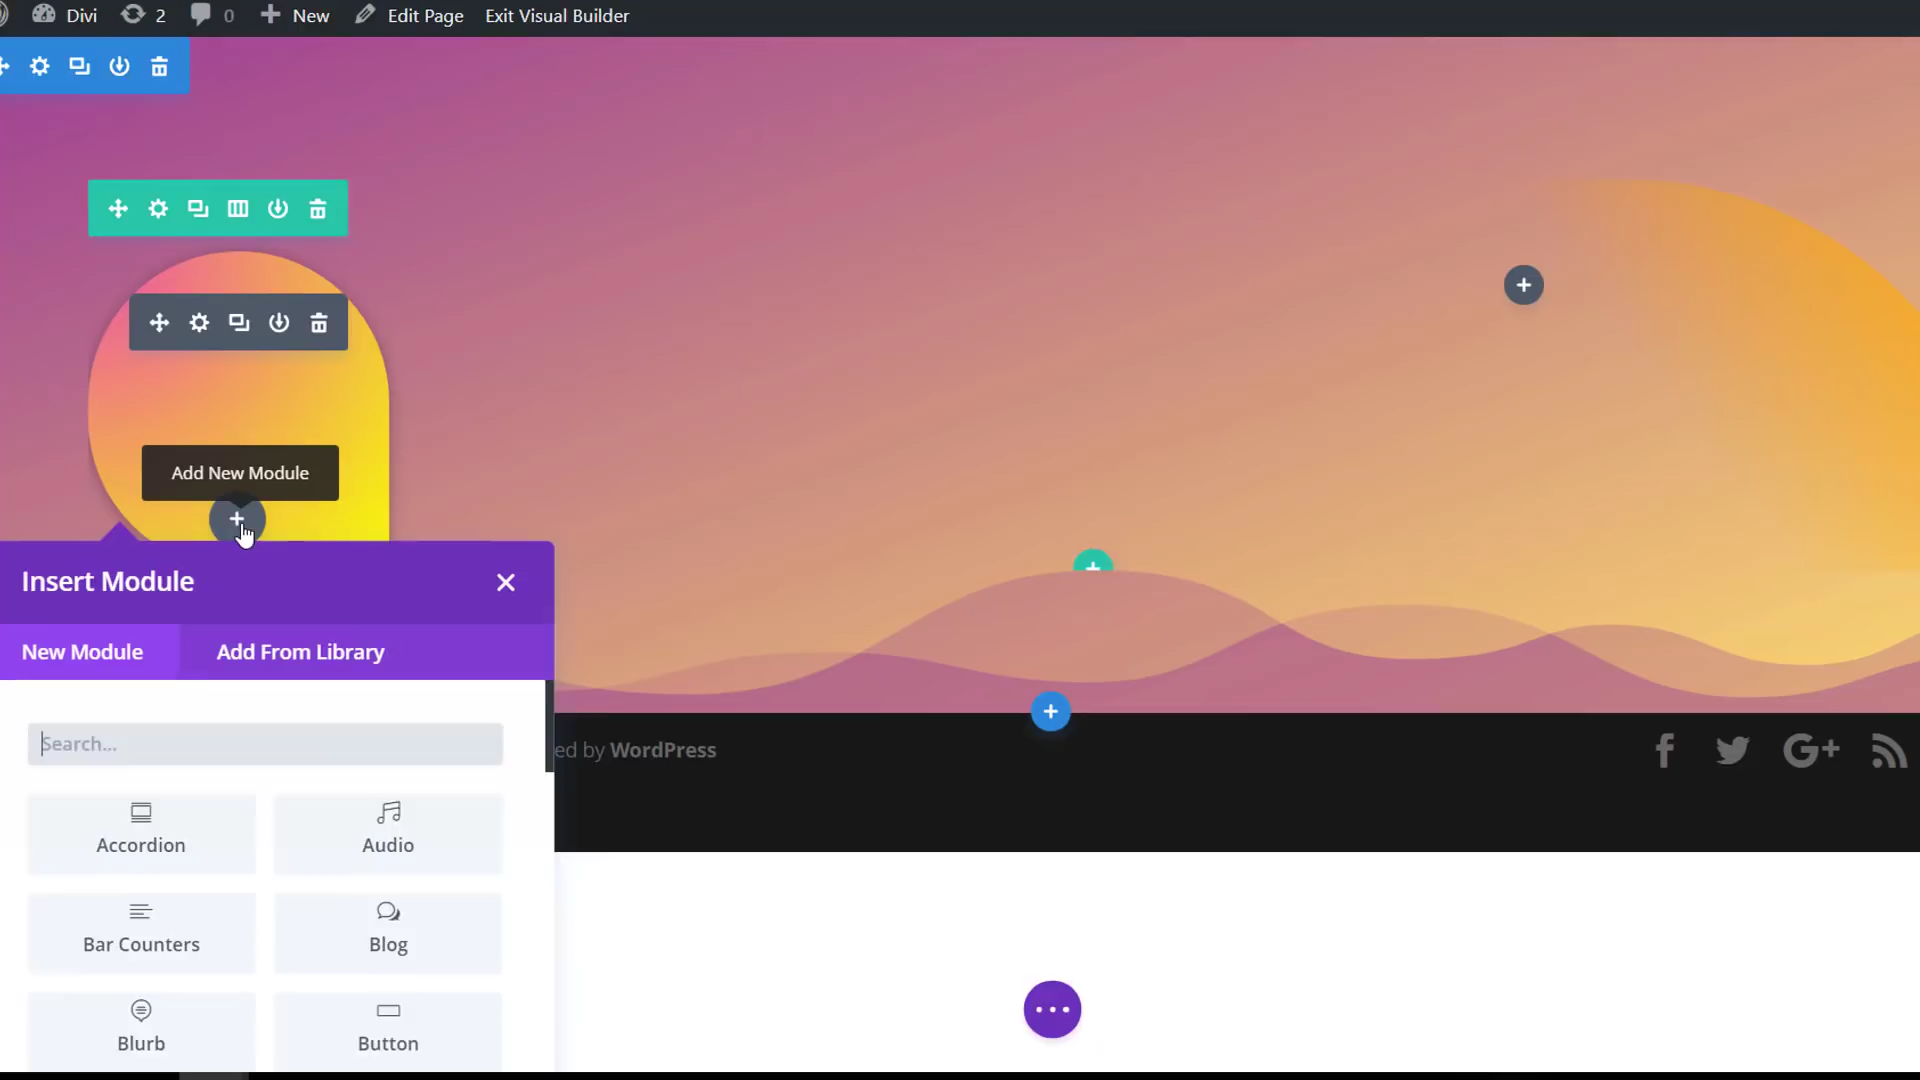 Divi 2 0 New Edit Page Exit Visual Builder
Add New Module
Insert Module
New Module Add From Library
Search...
ed by WordPress
Accordion Audio
Bar Counters Blog
Blurb Button